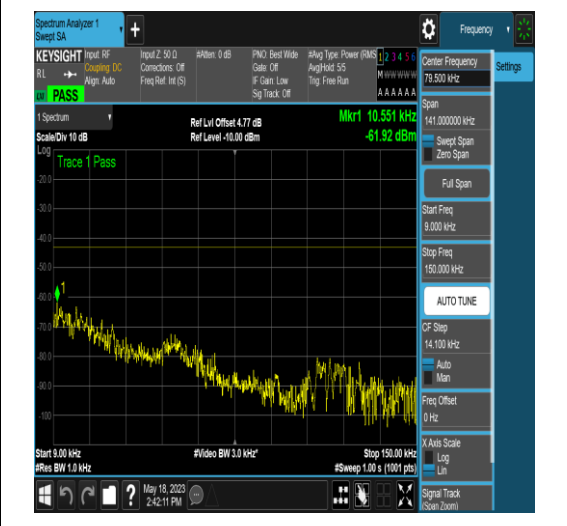 Spectrum Analyzer 1
Swept SA
Frequency
KEYSIGHT
RL
PASS
Input: RF
Coupling: DC
Align: Auto
Input Z: 50 Ω
Corrections: Off
Freq Ref: Int (S)
#Atten: 0 dB
PNO: Best Wide
Gate: Off
IF Gain: Low
Sig Track: Off
#Avg Type: Power (RMS
Avg|Hold: 5/5
Trig: Free Run
1 2 3 4 5 6
M W W W W W
A A A A A A
1 Spectrum
Scale/Div 10 dB
Ref Lvl Offset 4.77 dB
Ref Level -10.00 dBm
Mkr1 10.551 kHz
-61.92 dBm
Log
Trace 1 Pass
-20.0
-30.0
-40.0
-50.0
-60.0
-70.0
-80.0
-90.0
-100
1
Start 9.00 kHz
#Res BW 1.0 kHz
#Video BW 3.0 kHz*
Stop 150.00 kHz
#Sweep 1.00 s (1001 pts)
May 18, 2023
2:42:11 PM
Center Frequency
79.500 kHz
Span
141.000000 kHz
Swept Span
Zero Span
Full Span
Start Freq
9.000 kHz
Stop Freq
150.000 kHz
AUTO TUNE
CF Step
14.100 kHz
Auto
Man
Freq Offset
0 Hz
X Axis Scale
Log
Lin
Signal Track
(Span Zoom)
Settings